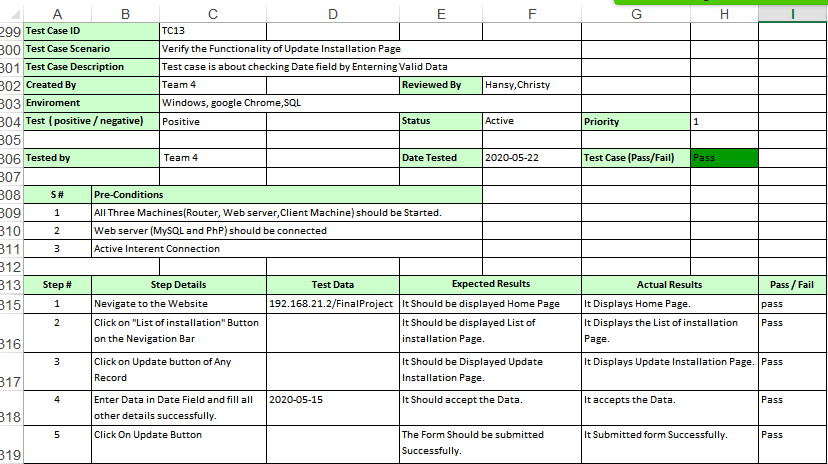 A B C D E F G H I
299 Test Case ID TC13
300 Test Case Scenario Verify the Functionality of Update Installation Page
301 Test Case Description Test case is about checking Date field by Enterning Valid Data
302 Created By Team 4 Reviewed By Hansy,Christy
303 Enviroment Windows, google Chrome,SQL
304 Test ( positive / negative) Positive Status Active Priority 1
305
306 Tested by Team 4 Date Tested 2020-05-22 Test Case (Pass/Fail) Pass
307
308 S # Pre-Conditions
309 1 All Three Machines(Router, Web server,Client Machine) should be Started.
310 2 Web server (MySQL and PhP) should be connected
311 3 Active Interent Connection
312
313 Step # Step Details Test Data Expected Results Actual Results Pass / Fail
315 1 Nevigate to the Website 192.168.21.2/FinalProject It Should be displayed Home Page It Displays Home Page. pass
2 Click on "List of installation" Button It Should be displayed List of It Displays the List of installation Pass
316 on the Nevigation Bar installation Page. Page.
3 Click on Update button of Any It Should be Displayed Update It Displays Update Installation Page. Pass
317 Record Installation Page.
4 Enter Data in Date Field and fill all 2020-05-15 It Should accept the Data. It accepts the Data. Pass
318 other details successfully.
5 Click On Update Button The Form Should be submitted It Submitted form Successfully. Pass
319 Successfully.